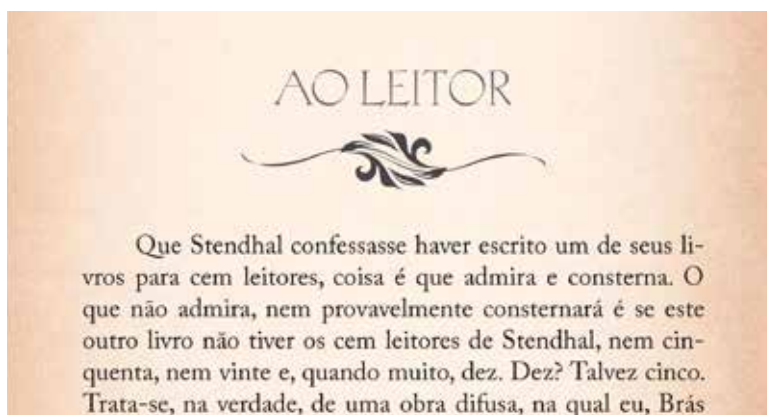 AO LEITOR
Que Stendhal confessasse haver escrito um de seus li-
vros para cem leitores, coisa é que admira e consterna. O
que não admira, nem provavelmente consternará é se este
outro livro não tiver os cem leitores de Stendhal, nem cin-
quenta, nem vinte e, quando muito, dez. Dez? Talvez cinco.
Trata-se, na verdade, de uma obra difusa, na qual eu, Brás